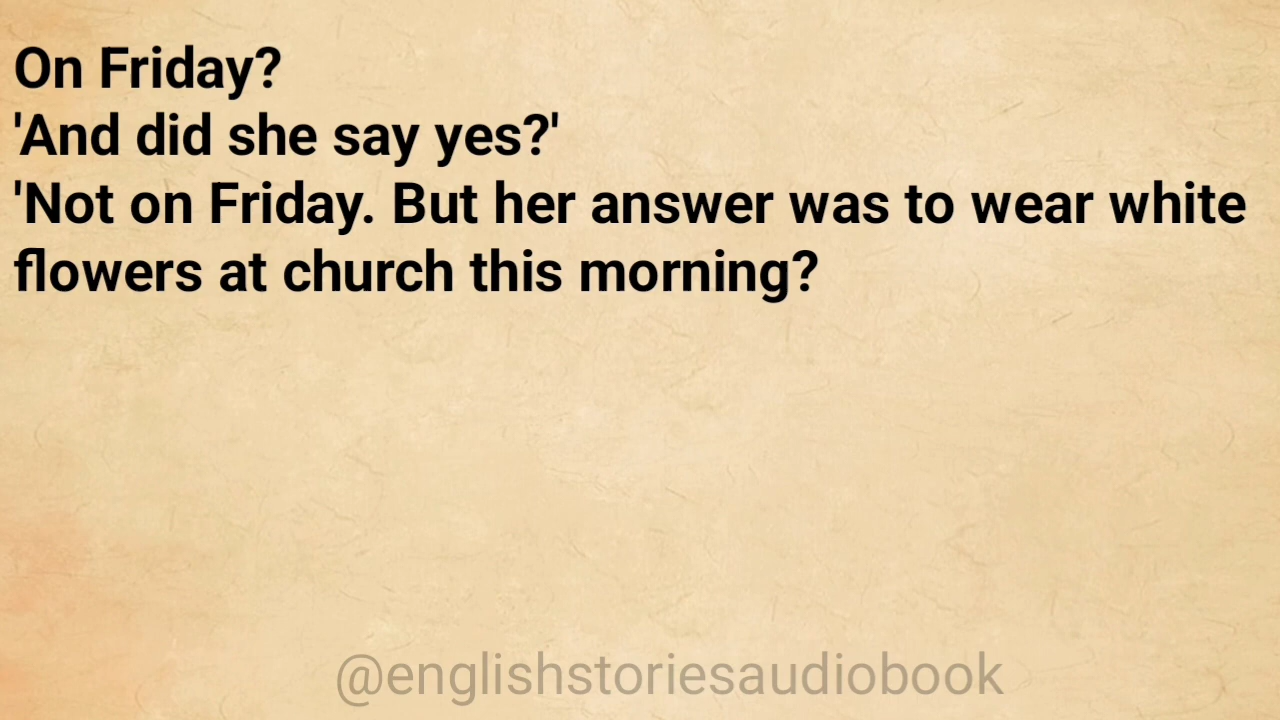 On Friday?
'And did she say yes?'
'Not on Friday. But her answer was to wear white
flowers at church this morning?
@englishstoriesaudiobook